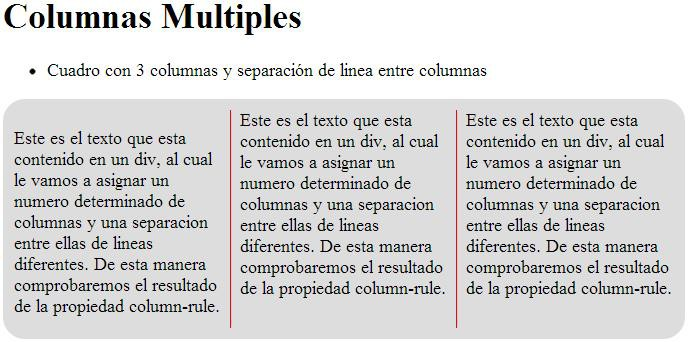 Columnas Multiples
Cuadro con 3 columnas y separación de linea entre columnas
Este es el texto que esta
contenido en un div, al cual
le vamos a asignar un
numero determinado de
columnas y una separacion
entre ellas de lineas
diferentes. De esta manera
comprobaremos el resultado
de la propiedad column-rule.
Este es el texto que esta
contenido en un div, al cual
le vamos a asignar un
numero determinado de
columnas y una separacion
entre ellas de lineas
diferentes. De esta manera
comprobaremos el resultado
de la propiedad column-rule.
Este es el texto que esta
contenido en un div, al cual
le vamos a asignar un
numero determinado de
columnas y una separacion
entre ellas de lineas
diferentes. De esta manera
comprobaremos el resultado
de la propiedad column-rule.